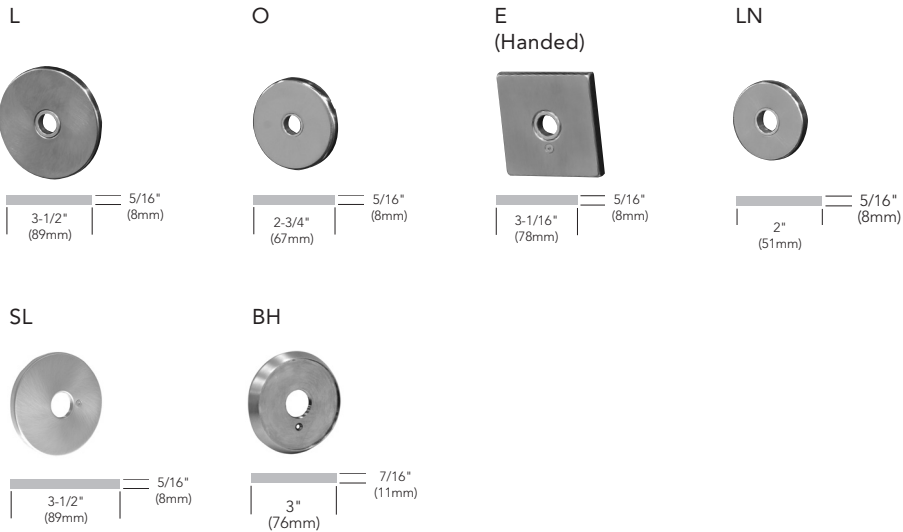 L
O
E
(Handed)
LN
3-1/2"
(89mm)
5/16"
(8mm)
2-3/4"
(67mm)
5/16"
(8mm)
3-1/16"
(78mm)
5/16"
(8mm)
2"
(51mm)
5/16"
(8mm)
SL
BH
3-1/2"
(89mm)
5/16"
(8mm)
3"
(76mm)
7/16"
(11mm)